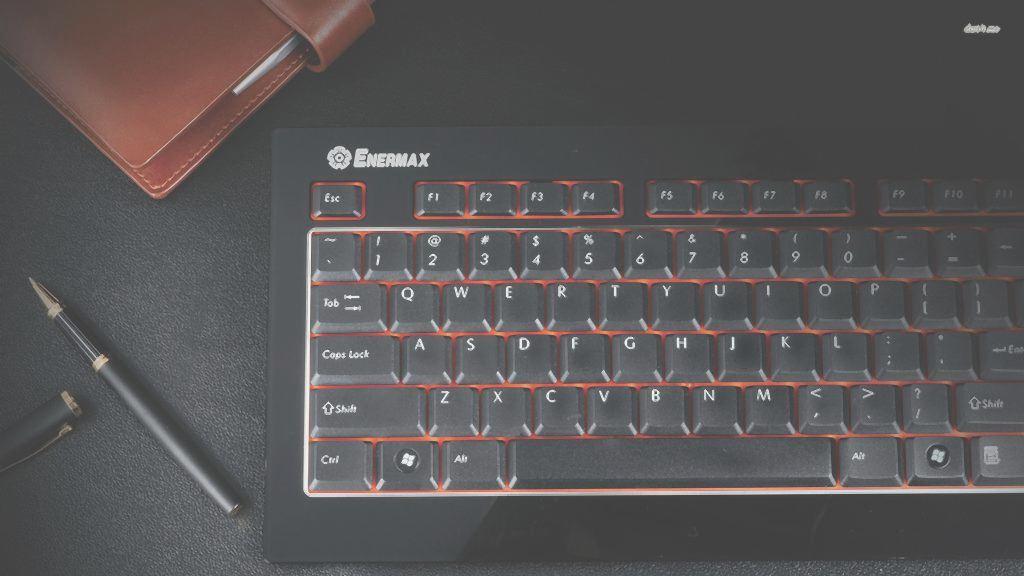 ENERMAX
Esc F1 F2 F3 F4 F5 F6 F7 F8 F9 F10 F11
~ ! @ # $ % ^ & * ( ) — +
` 1 2 3 4 5 6 7 8 9 0 - =
Tab Q W E R T Y U I O P { }
[ ]
Caps Lock A S D F G H J K L : "
; '
Shift Z X C V B N M < > ? Shift
, . /
Ctrl Alt Alt